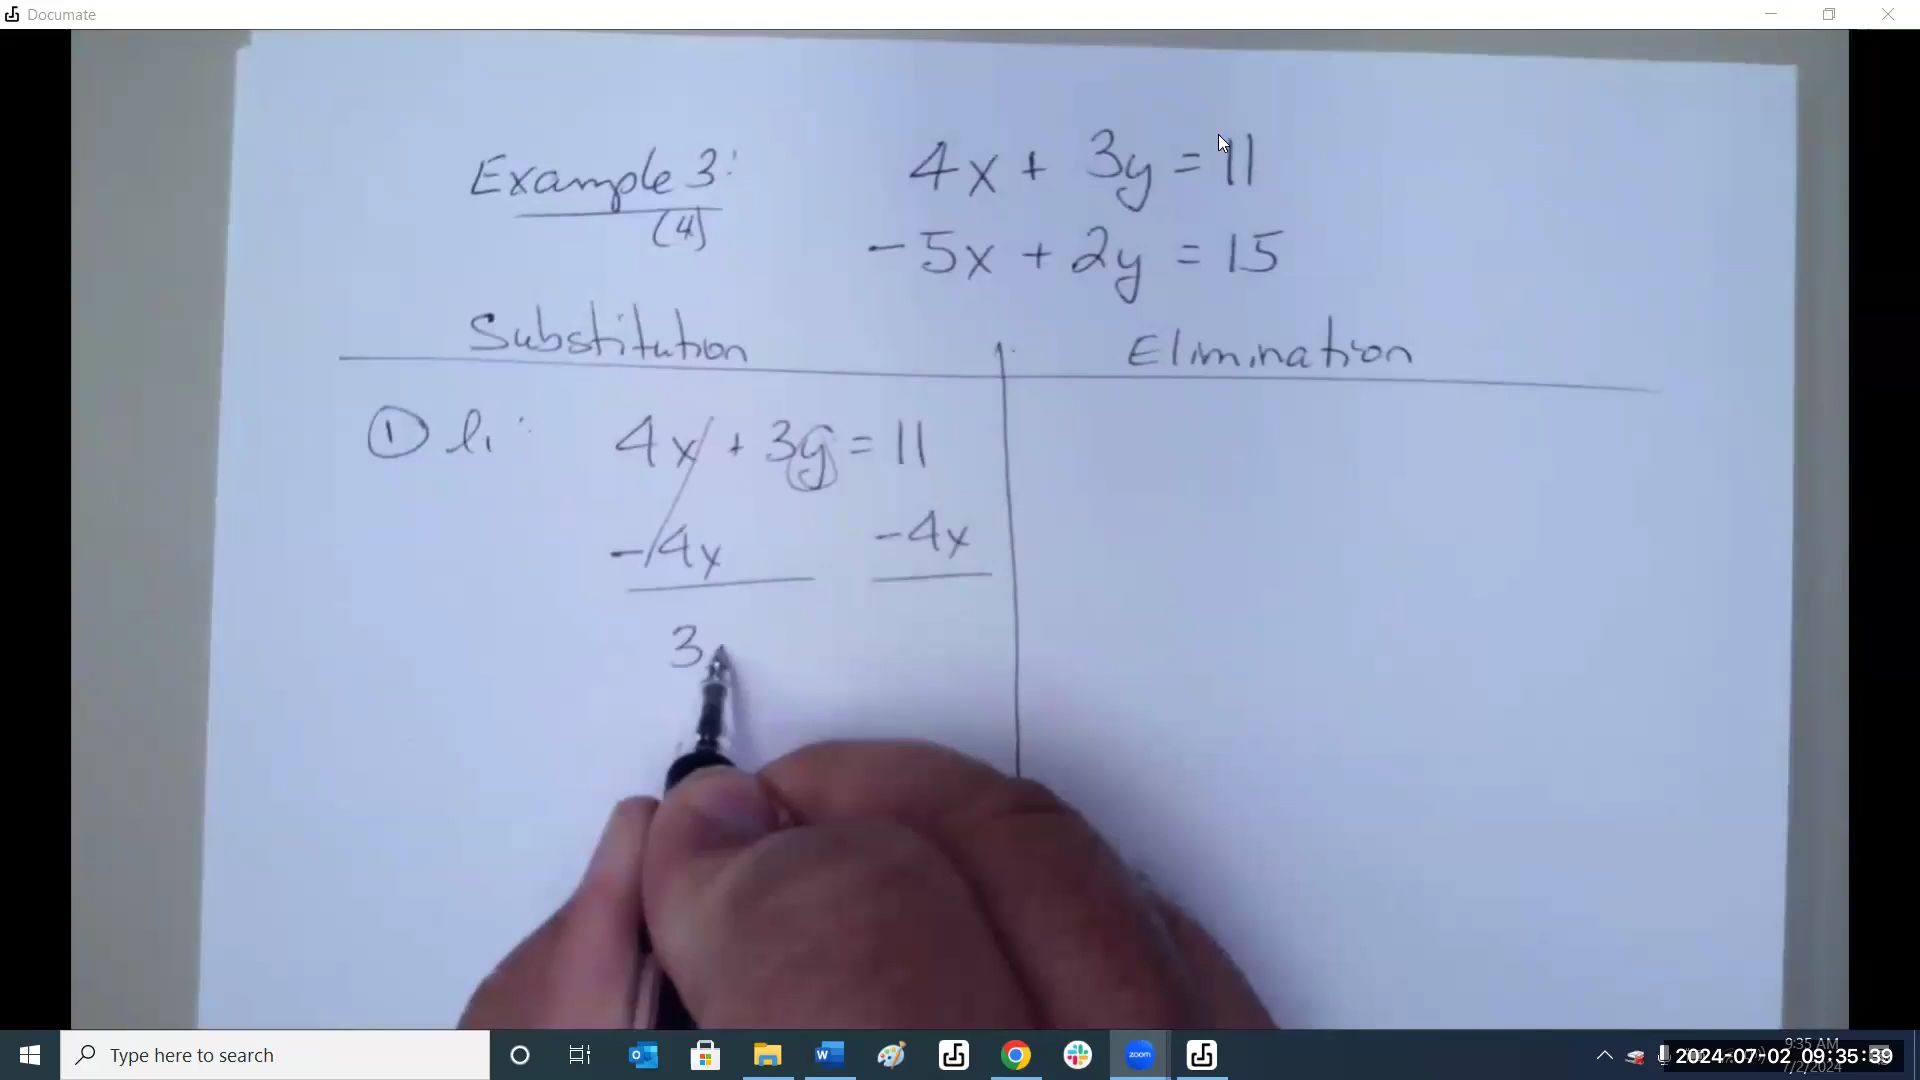 Documate
Example 3:
(4)
4x + 3y = 11
-5x + 2y = 15
Substitution
Elimination
① l₁:
4x + 3y = 11
-4x
-4x
3
Type here to search
zoom
9:35 AM
7/2/2024
2024-07-02 09:35:39